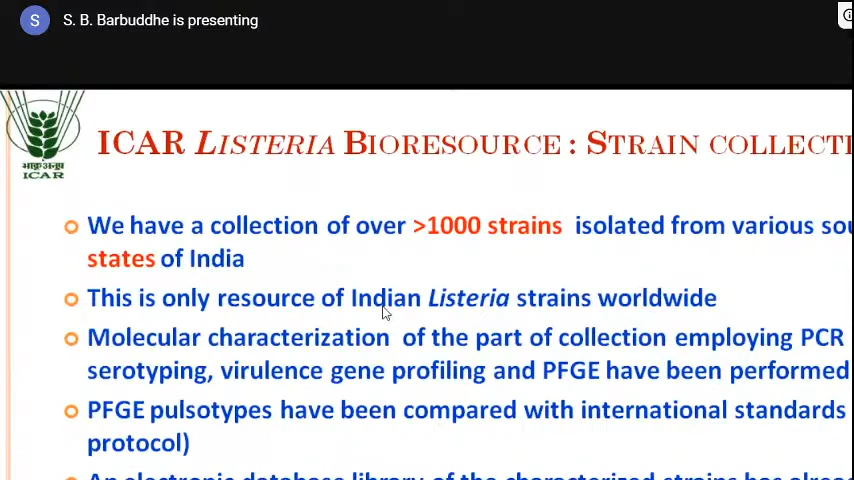 S
S. B. Barbuddhe is presenting
ICAR LISTERIA BIORESOURCE : STRAIN COLLECTI
We have a collection of over >1000 strains isolated from various sou
states of India
This is only resource of Indian Listeria strains worldwide
Molecular characterization of the part of collection employing PCR
serotyping, virulence gene profiling and PFGE have been performed
PFGE pulsotypes have been compared with international standards
protocol)
An electronic database library of the characterized strains has alrea
भाकृअनुप
ICAR